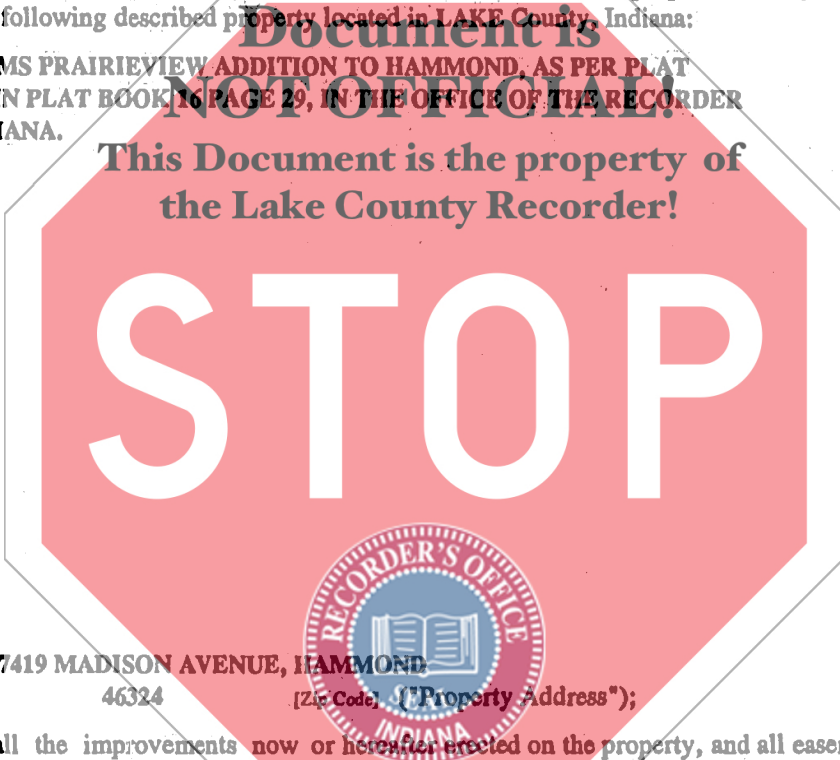 following described property located in LAKE County, Indiana:
Document is
MS PRAIRIEVIEW ADDITION TO HAMMOND, AS PER PLAT
NOT OFFICIAL!
N PLAT BOOK 16 PAGE 29, IN THE OFFICE OF THE RECORDER
IANA.
This Document is the property of
the Lake County Recorder!
STOP
RECORDER'S OFFICE
7419 MADISON AVENUE, HAMMOND
46324 [Zip Code] ("Property Address");
INDIANA
all the improvements now or hereafter erected on the property, and all